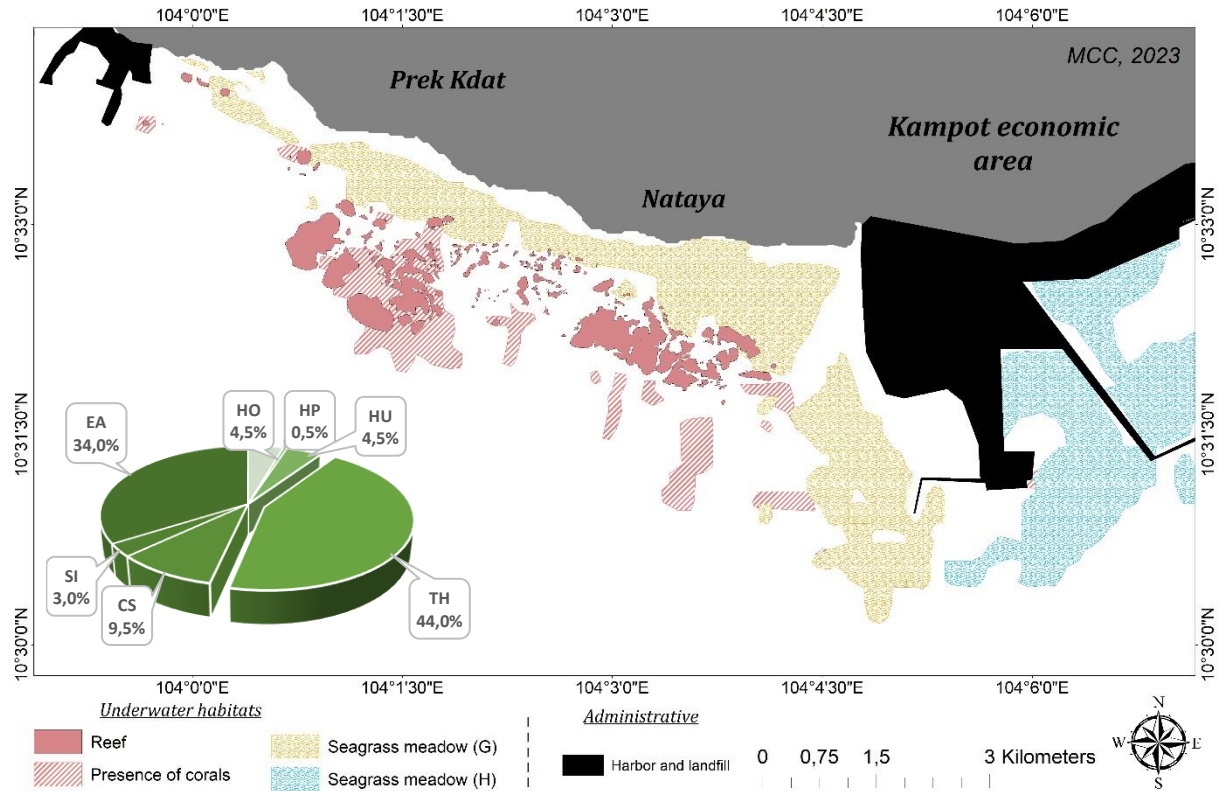 104°0'0"E
104°1'30"E
104°3'0"E
104°4'30"E
104°6'0"E
MCC, 2023
Prek Kdat
Kampot economic
area
Nataya
10°33'0"N
10°33'0"N
10°31'30"N
10°31'30"N
10°30'0"N
10°30'0"N
HO
4,5%
HP
0,5%
HU
4,5%
EA
34,0%
SI
3,0%
CS
9,5%
TH
44,0%
104°0'0"E
104°1'30"E
104°3'0"E
104°4'30"E
104°6'0"E
Underwater habitats
Reef
Presence of corals
Seagrass meadow (G)
Seagrass meadow (H)
Administrative
Harbor and landfill
0 0,75 1,5 3 Kilometers
N
W E
S